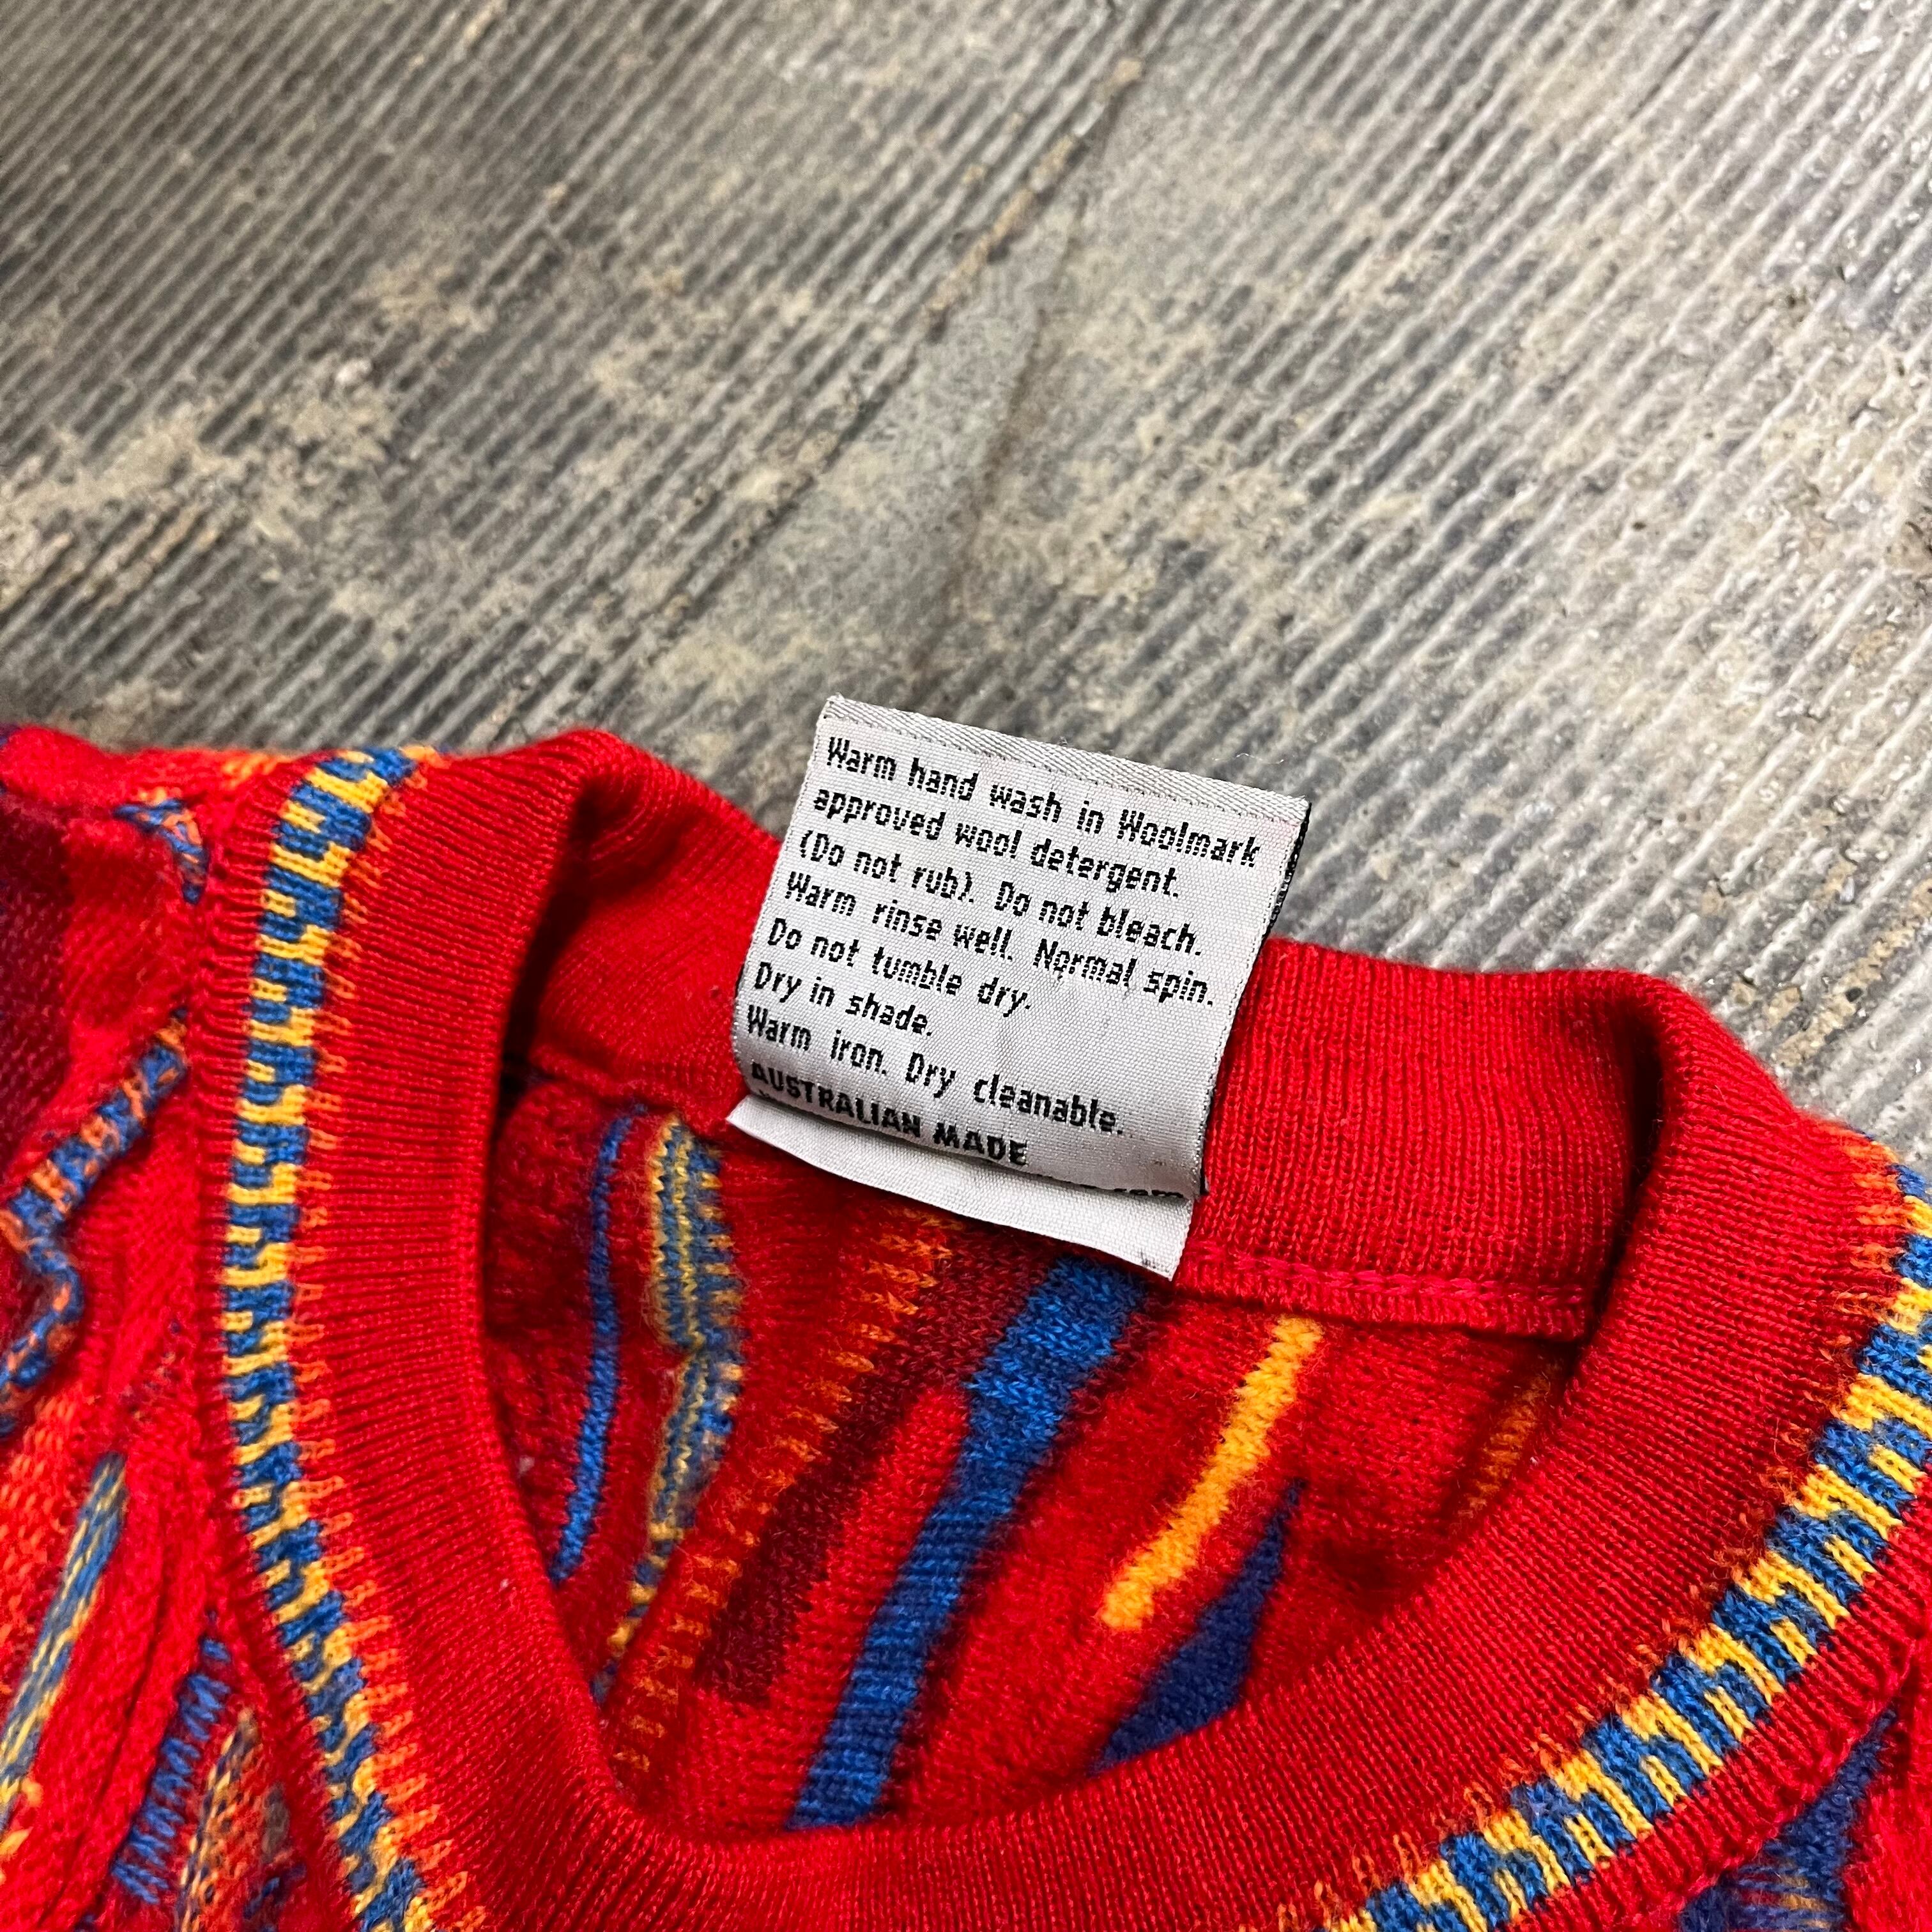 Warm hand wash in Woolmark
approved wool detergent.
(Do not rub). Do not bleach.
Warm rinse well. Normal spin.
Do not tumble dry.
Dry in shade.
Warm iron. Dry cleanable.
AUSTRALIAN MADE